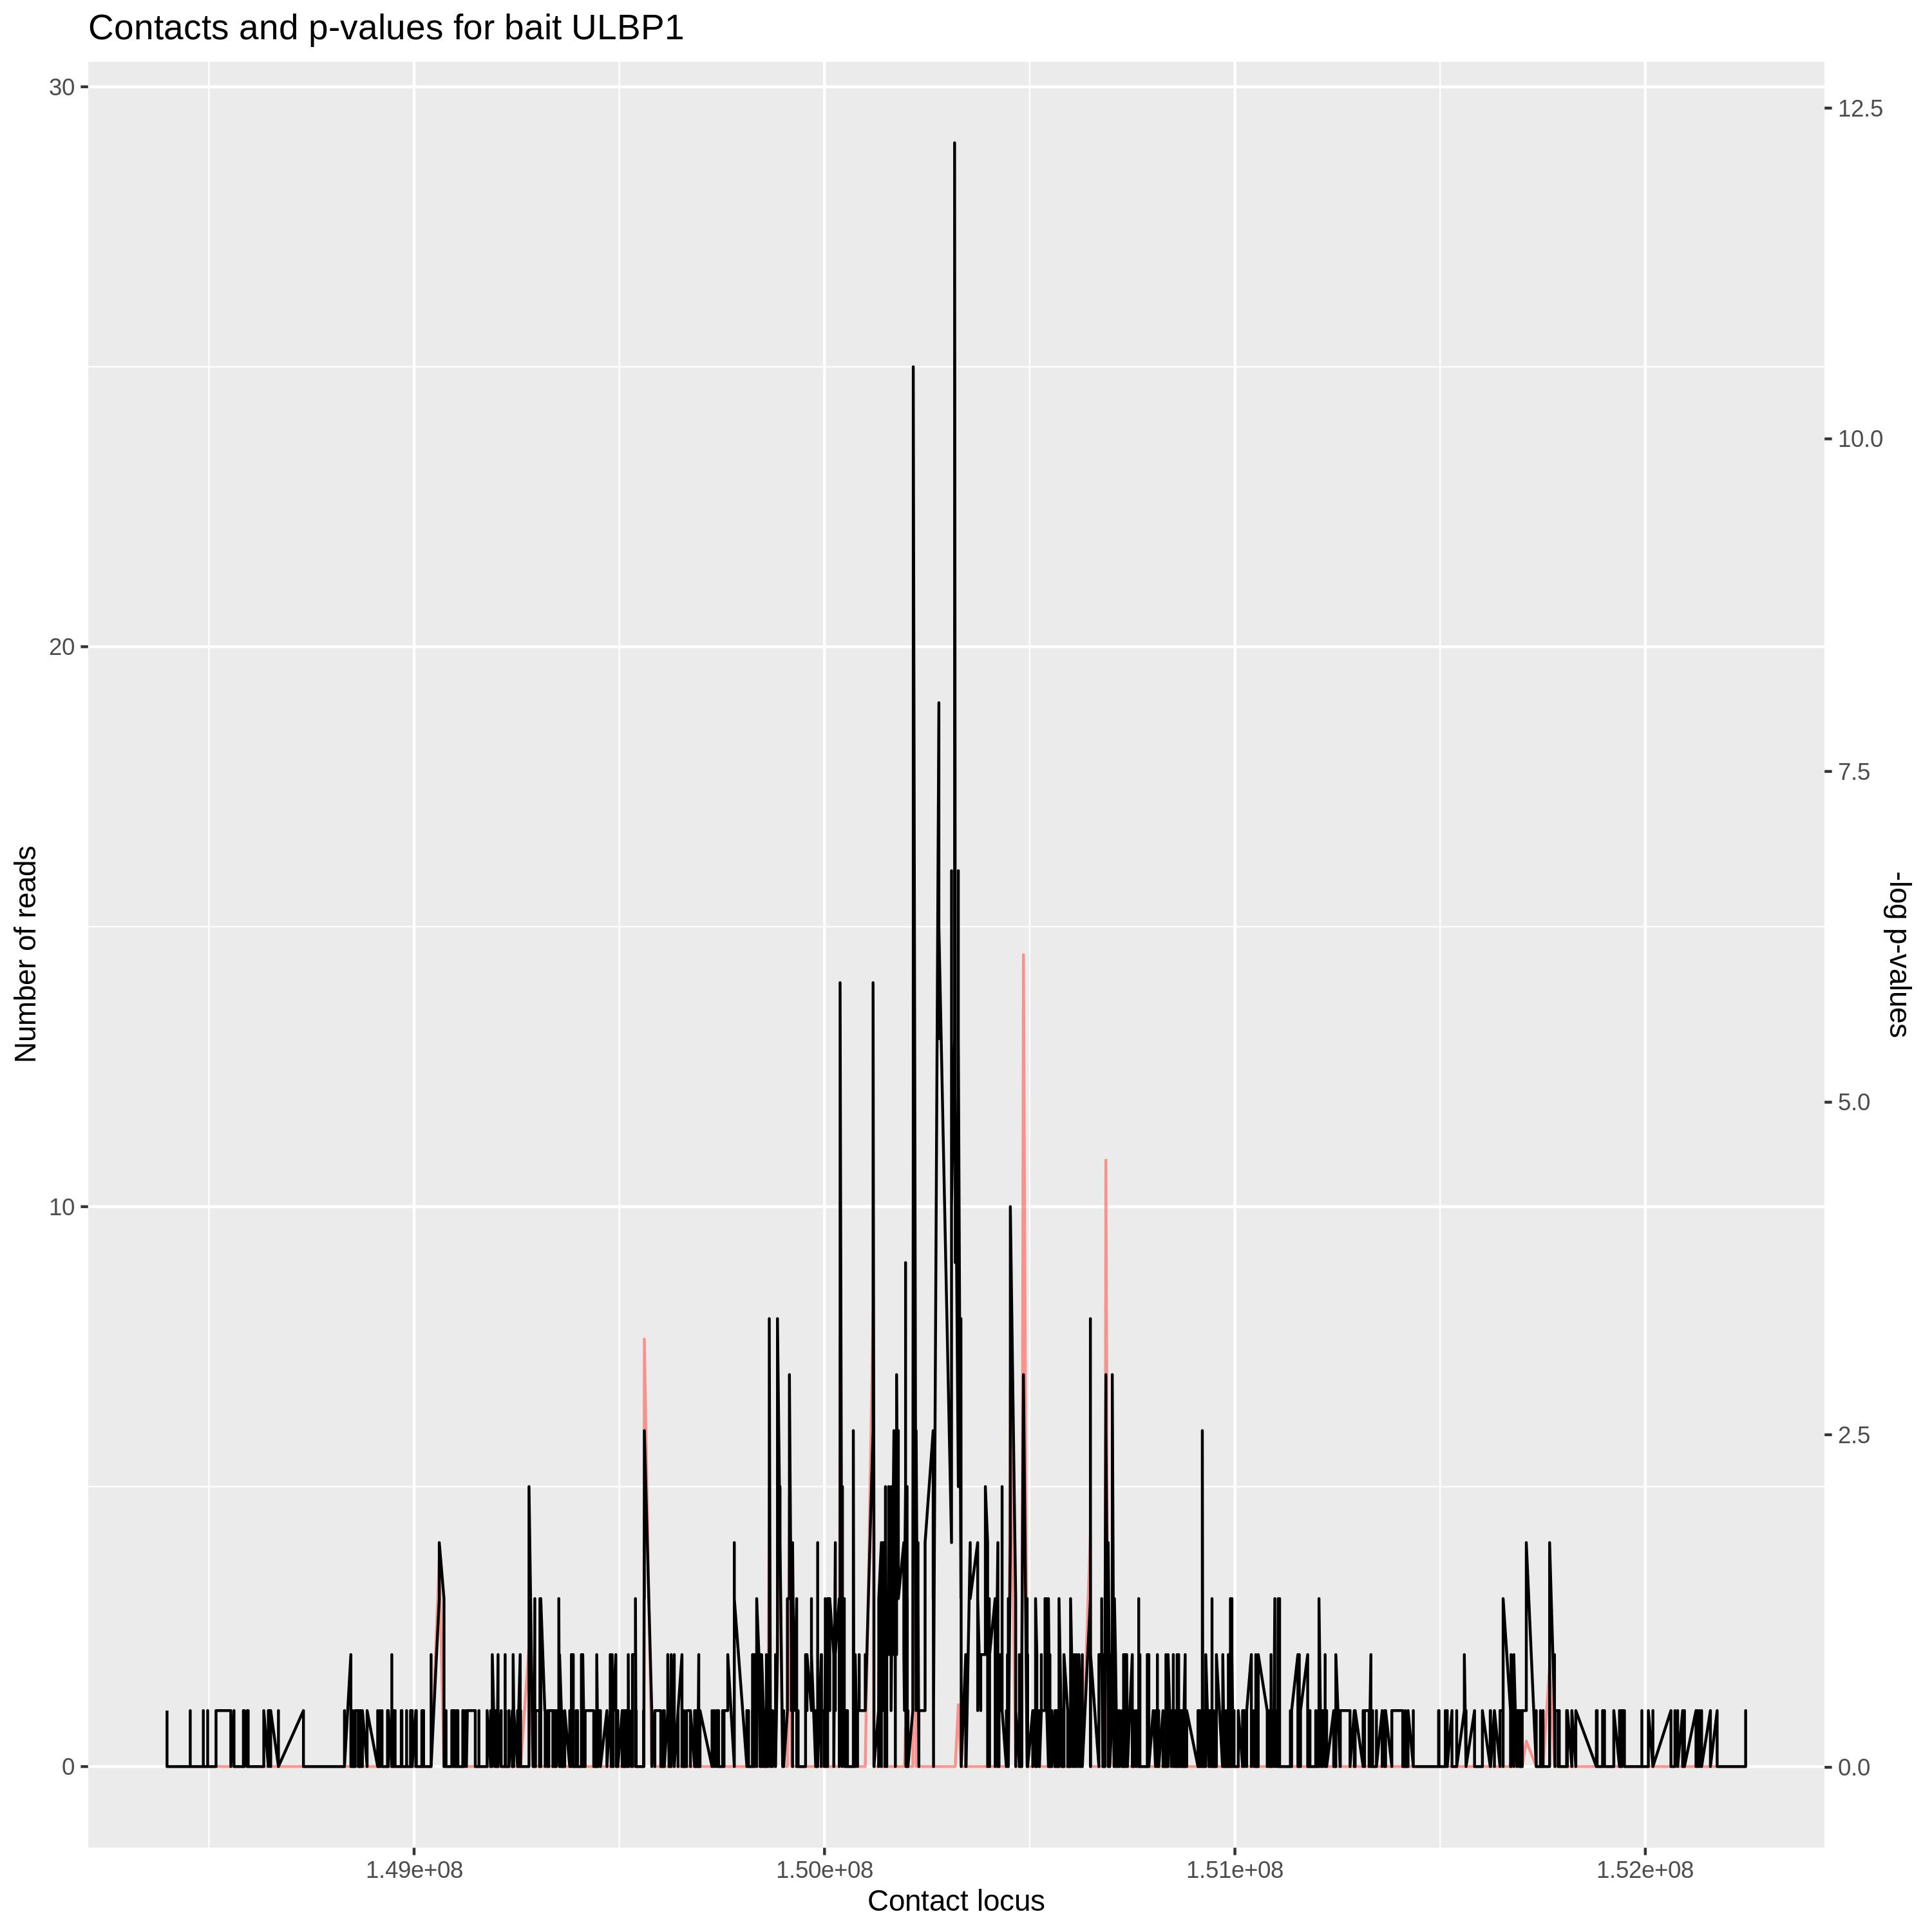 Contacts and p-values for bait ULBP1
30
20
10
0
12.5
10.0
7.5
5.0
2.5
0.0
Number of reads
-log p-values
1.49e+08 1.50e+08 1.51e+08 1.52e+08
Contact locus